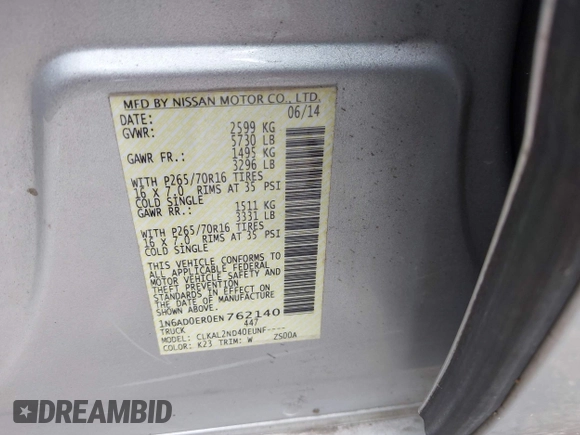 MFD BY NISSAN MOTOR CO., LTD.
DATE: 06/14
GVWR: 2599 KG
5730 LB
GAWR FR.: 1495 KG
3296 LB
WITH P265/70R16 TIRES
16 X 7.0 RIMS AT 35 PSI
COLD SINGLE
GAWR RR.: 1511 KG
3331 LB
WITH P265/70R16 TIRES
16 X 7.0 RIMS AT 35 PSI
COLD SINGLE
THIS VEHICLE CONFORMS TO
ALL APPLICABLE FEDERAL
MOTOR VEHICLE SAFETY AND
THEFT PREVENTION
STANDARDS IN EFFECT ON
THE DATE OF MANUFACTURE
SHOWN ABOVE.
1N6AD0ER0EN762140
TRUCK 447
MODEL: CLKAL2ND40EUNF----
COLOR: K23 TRIM: W ZS00A
DREAMBID